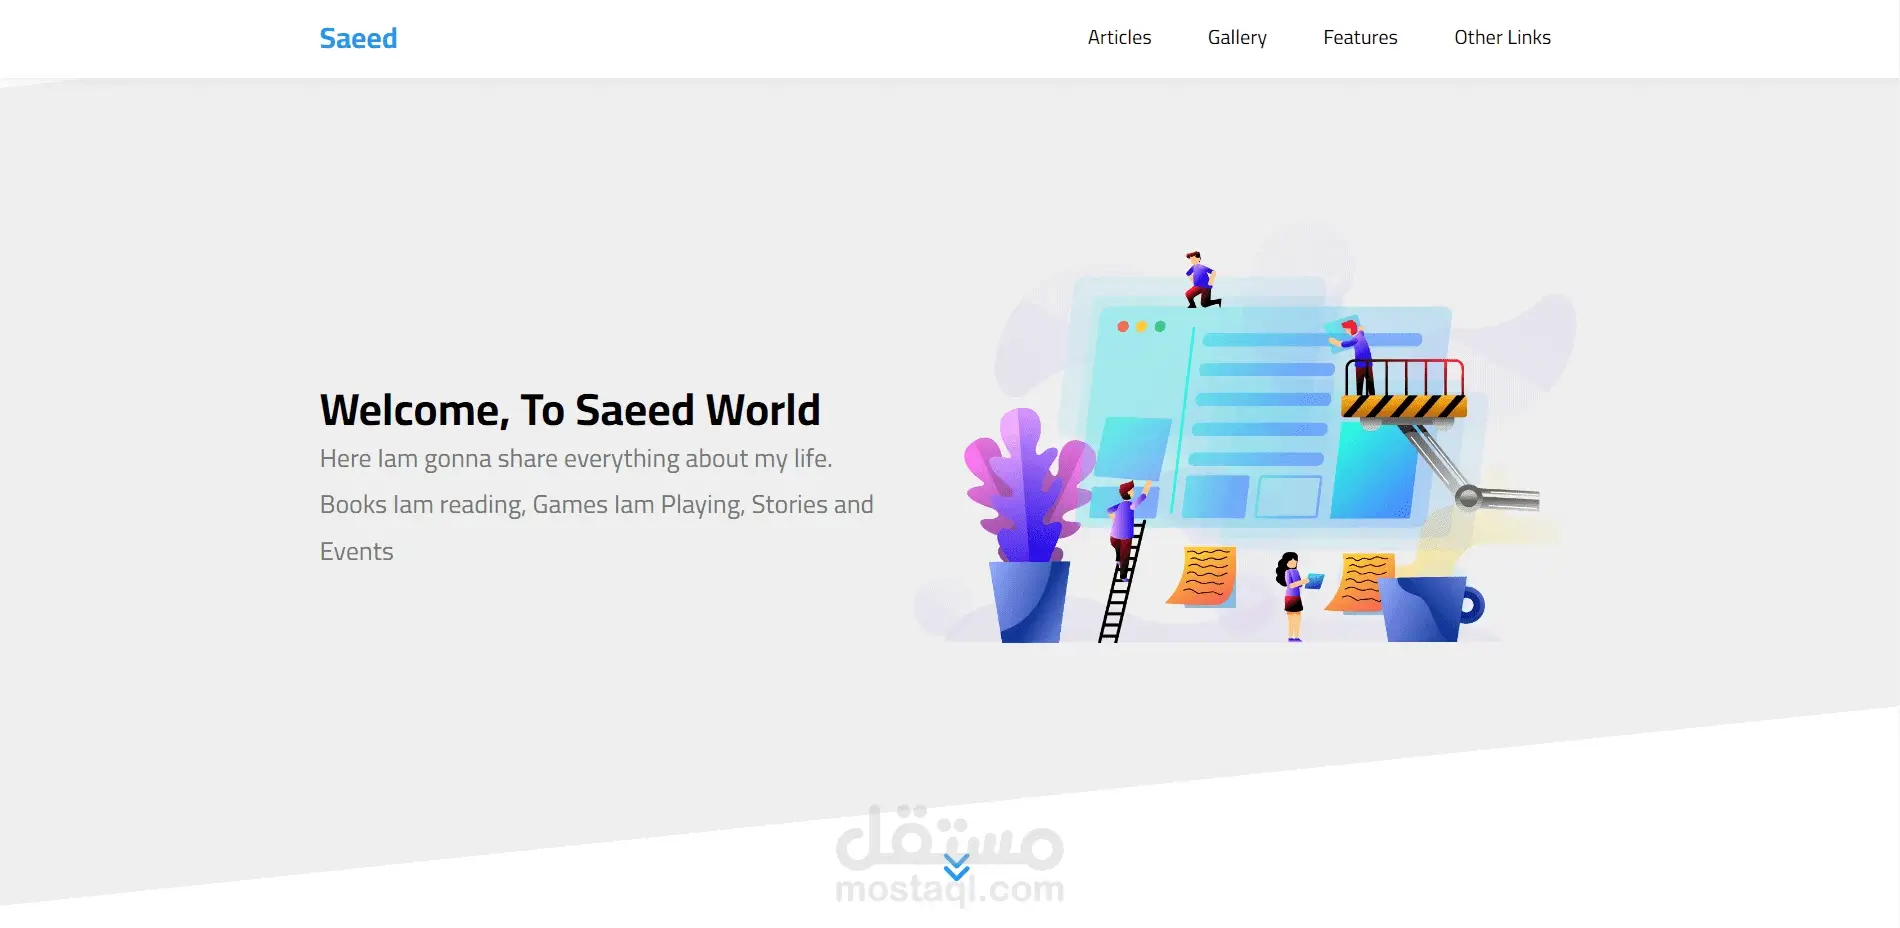 Saeed
Articles
Gallery
Features
Other Links
Welcome, To Saeed World
Here Iam gonna share everything about my life.
Books Iam reading, Games Iam Playing, Stories and
Events
مستقل
mostaql.com